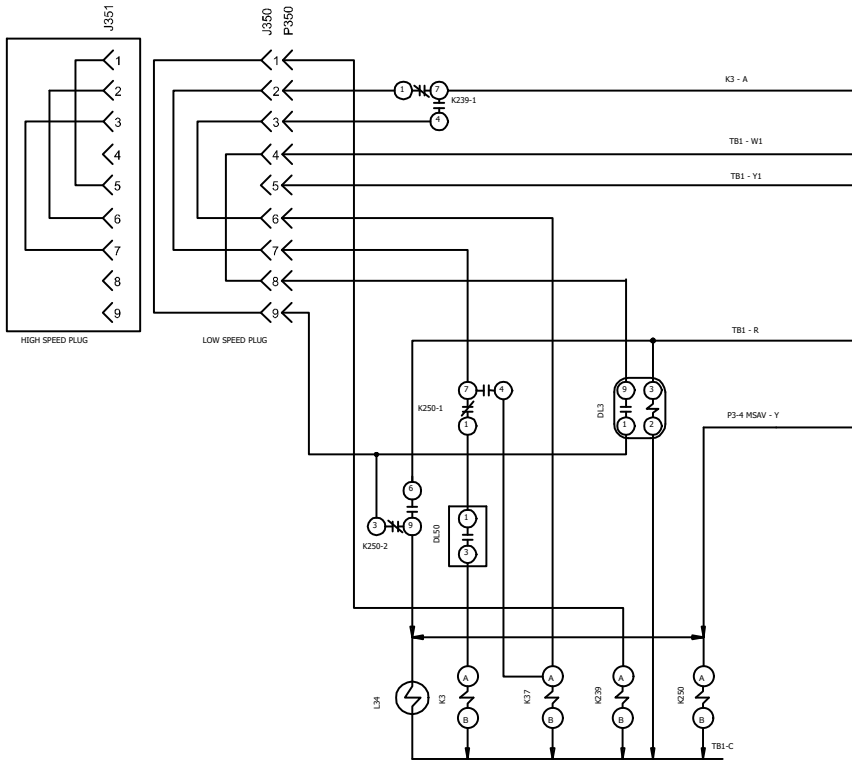 J351
J350
P350
1
2
3
4
5
6
7
8
9
HIGH SPEED PLUG
1
2
3
4
5
6
7
8
9
LOW SPEED PLUG
1
7
4
K239-1
K3 - A
TB1 - W1
TB1 - Y1
TB1 - R
P3-4 MSAV - Y
7
4
K250-1
1
9
3
DL3
1
2
6
3
9
K250-2
1
DL50
3
L34
K3
A
B
K37
A
B
K239
A
B
K250
A
B
TB1-C